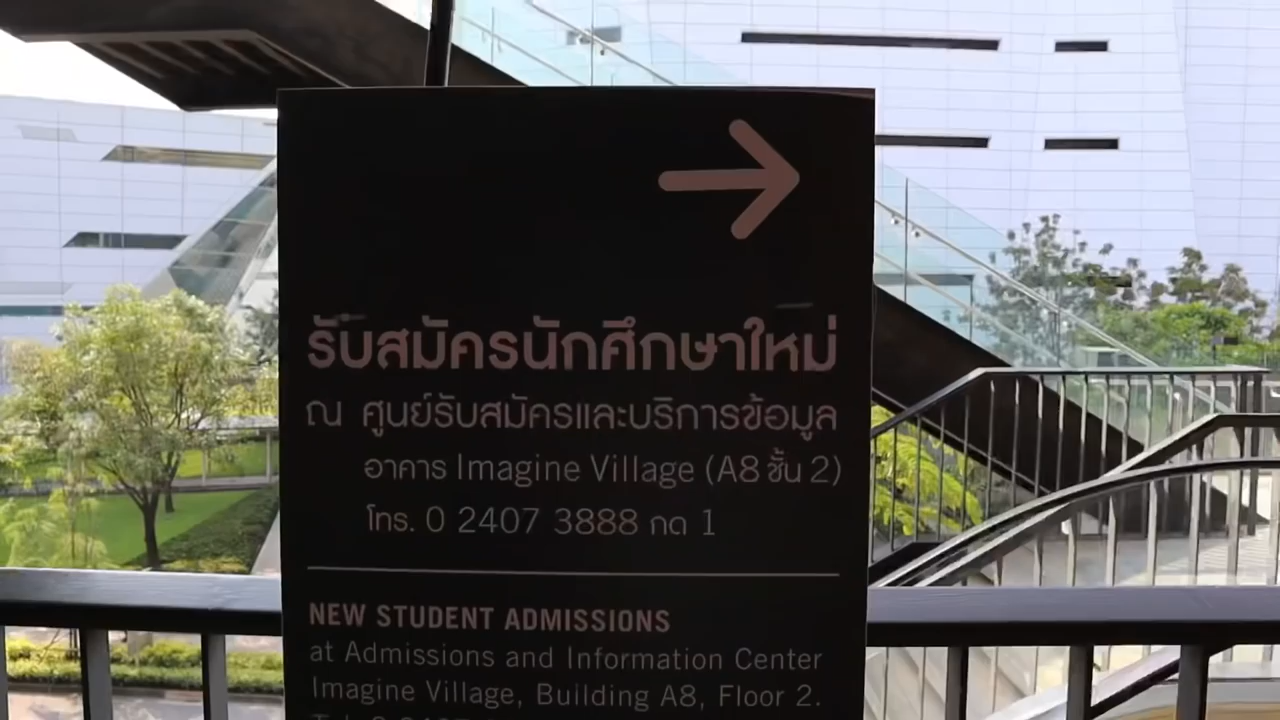 รับสมัครนักศึกษาใหม่
ณ ศูนย์รับสมัครและบริการข้อมูล
อาคาร Imagine Village (A8 ชั้น 2)
โทร. 0 2407 3888 กด 1
NEW STUDENT ADMISSIONS
at Admissions and Information Center
Imagine Village, Building A8, Floor 2.